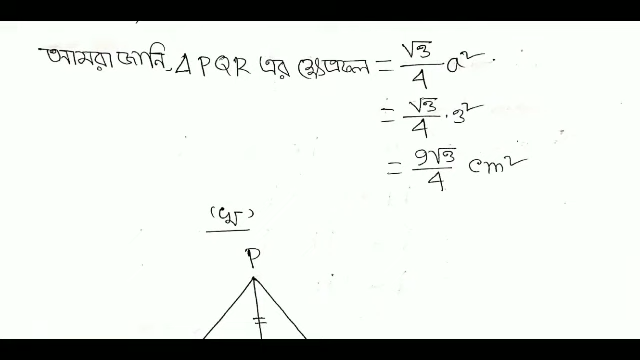 আমরা জানি, Δ PQR এর ক্ষেত্রফল = √3/4 a².
= √3/4 · 3²
= 9√3/4 cm²
P